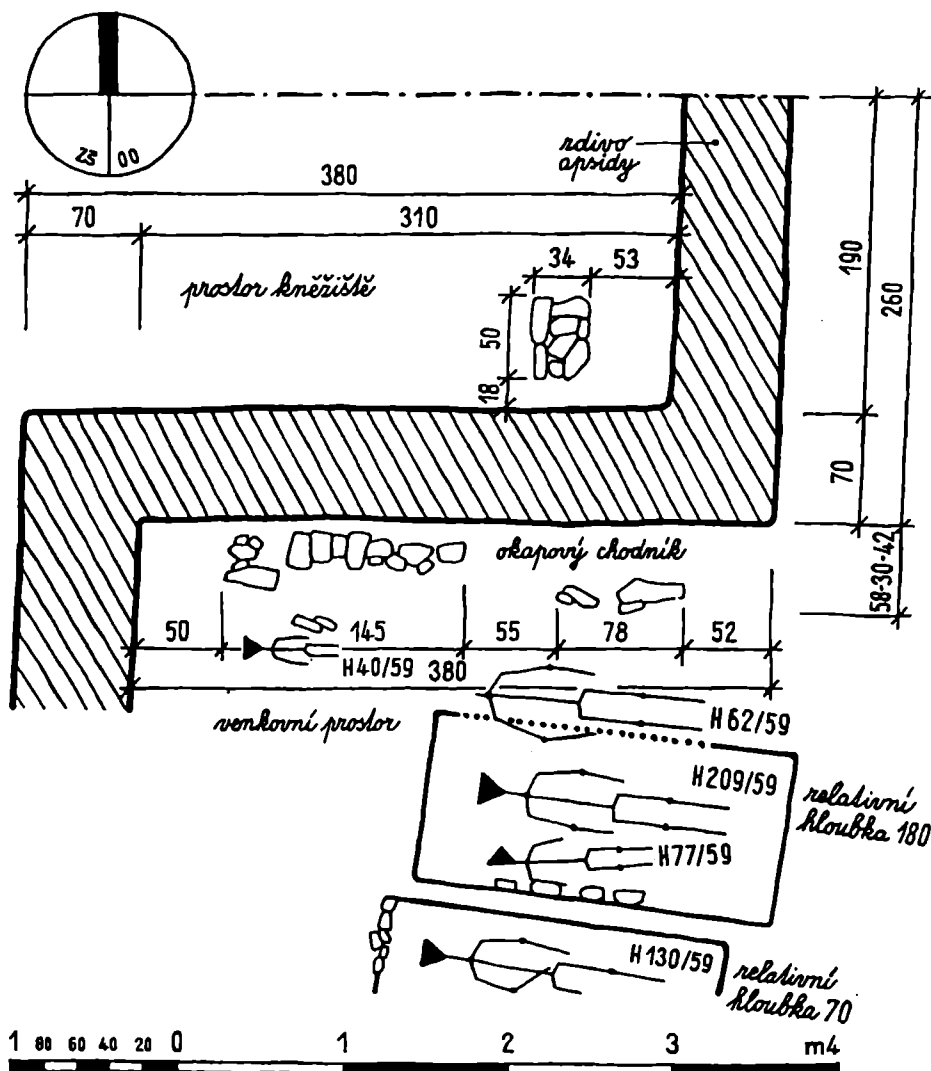 ZŠ 00
rdivo
apsidy
380
70
310
34
53
190
260
prostor kněžiště
50
18
70
okapový chodník
58-30-42
50
145
55
78
52
H40/59
380
venkovní prostor
H62/59
H209/59
relativní
hloubka 180
H77/59
H130/59
relativní
hloubka 70
1 80 60 40 20 0 1 2 3 m4